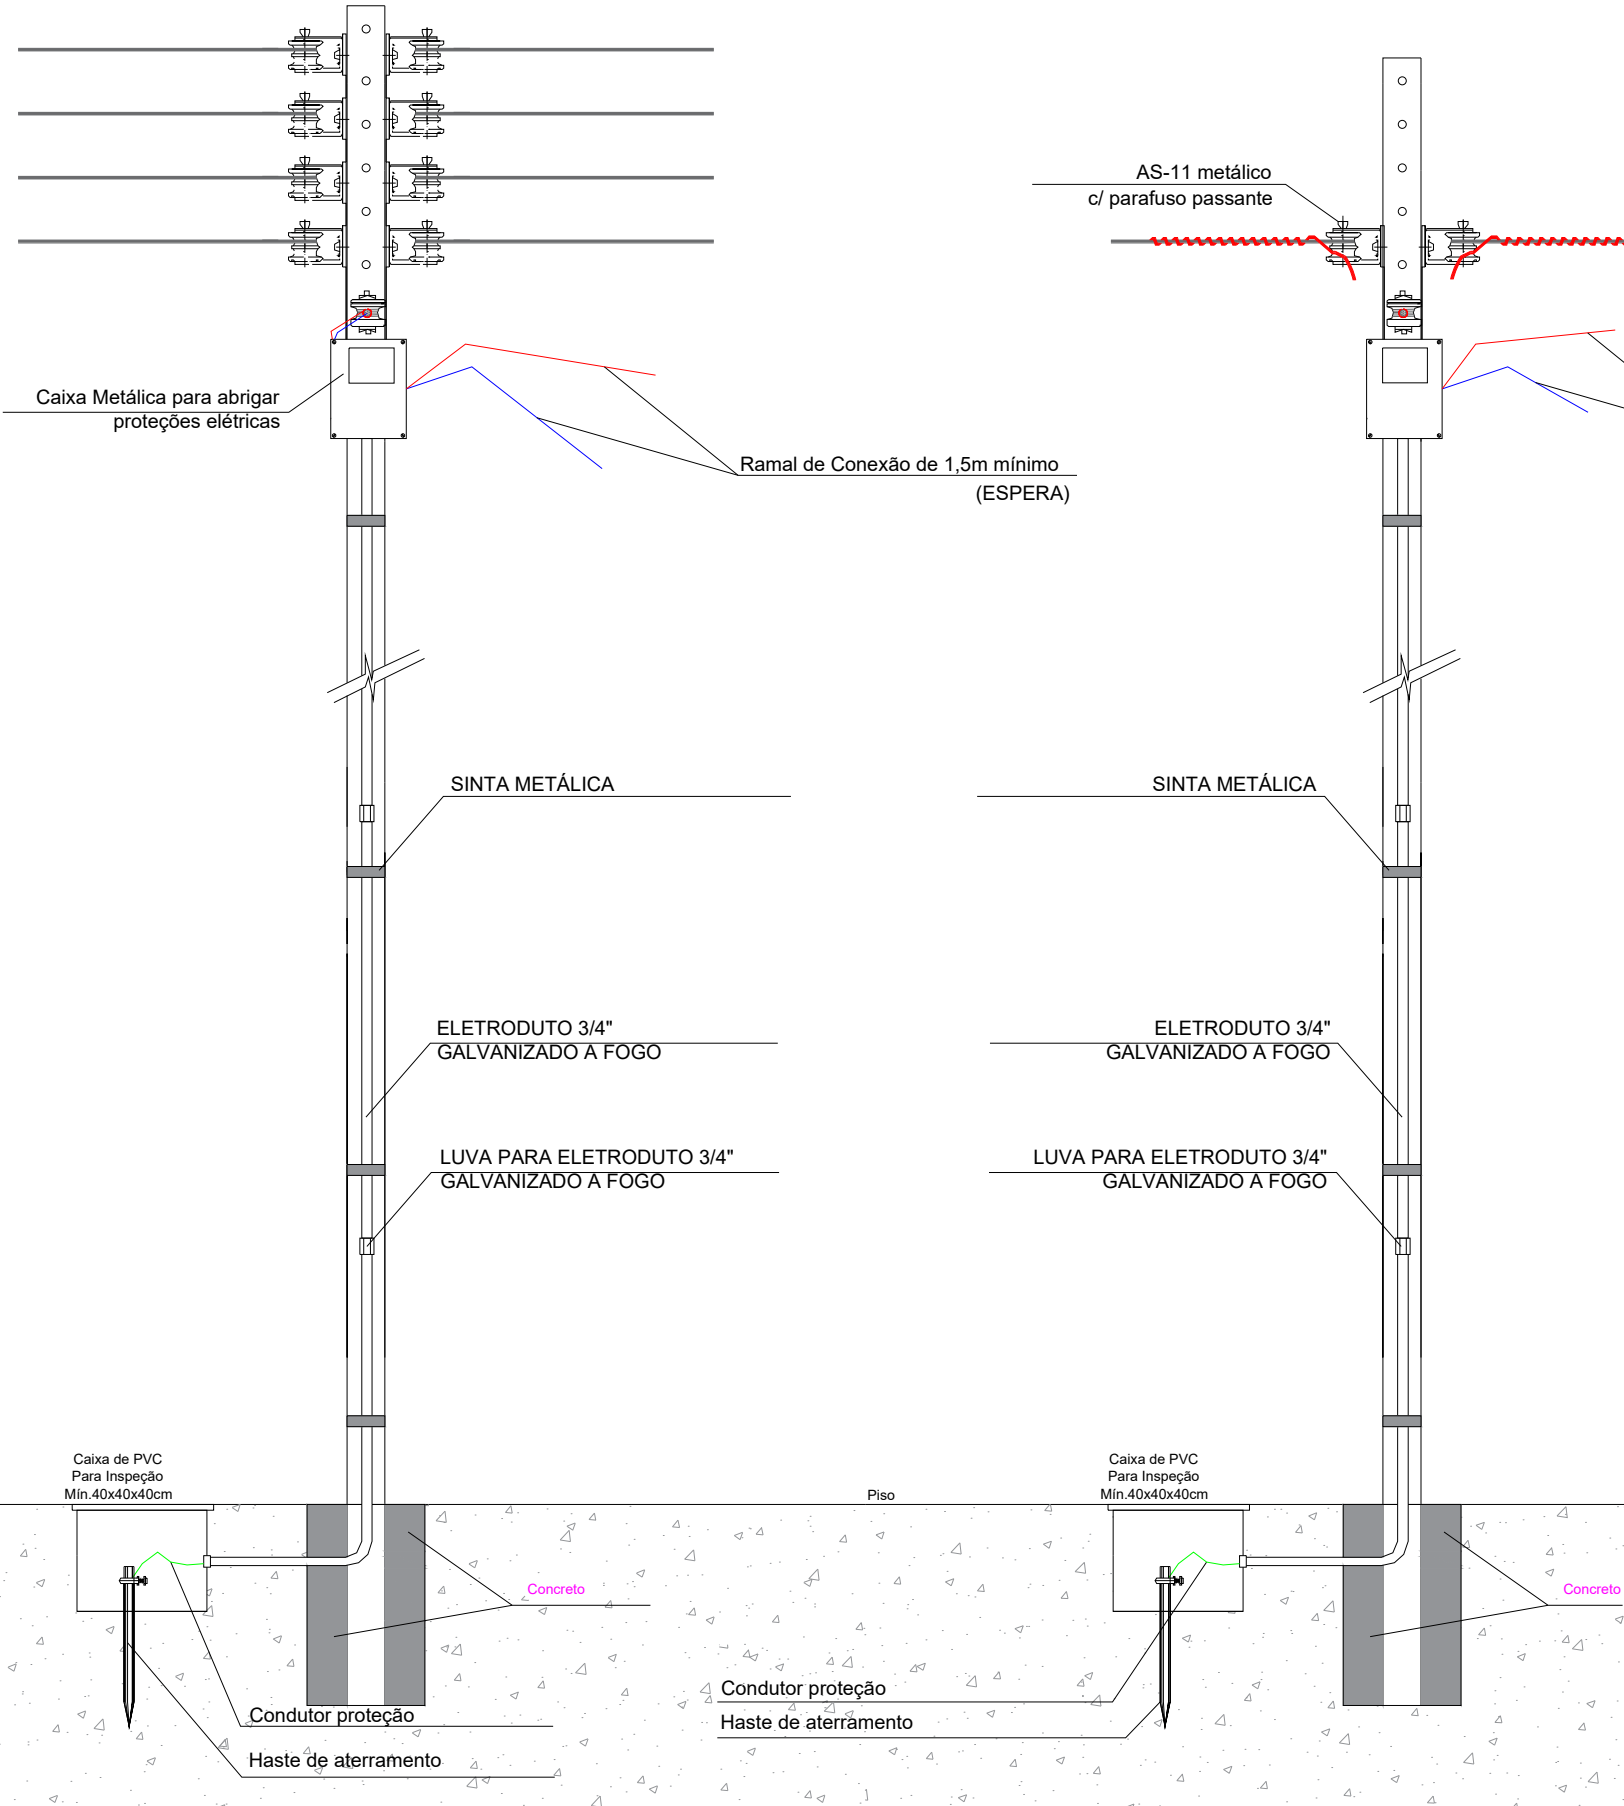 AS-11 metálico
c/ parafuso passante
Caixa Metálica para abrigar
proteções elétricas
Ramal de Conexão de 1,5m mínimo
(ESPERA)
SINTA METÁLICA
SINTA METÁLICA
ELETRODUTO 3/4"
GALVANIZADO A FOGO
ELETRODUTO 3/4"
GALVANIZADO A FOGO
LUVA PARA ELETRODUTO 3/4"
GALVANIZADO A FOGO
LUVA PARA ELETRODUTO 3/4"
GALVANIZADO A FOGO
Caixa de PVC
Para Inspeção
Mín.40x40x40cm
Piso
Caixa de PVC
Para Inspeção
Mín.40x40x40cm
Concreto
Concreto
Condutor proteção
Haste de aterramento
Condutor proteção
Haste de aterramento